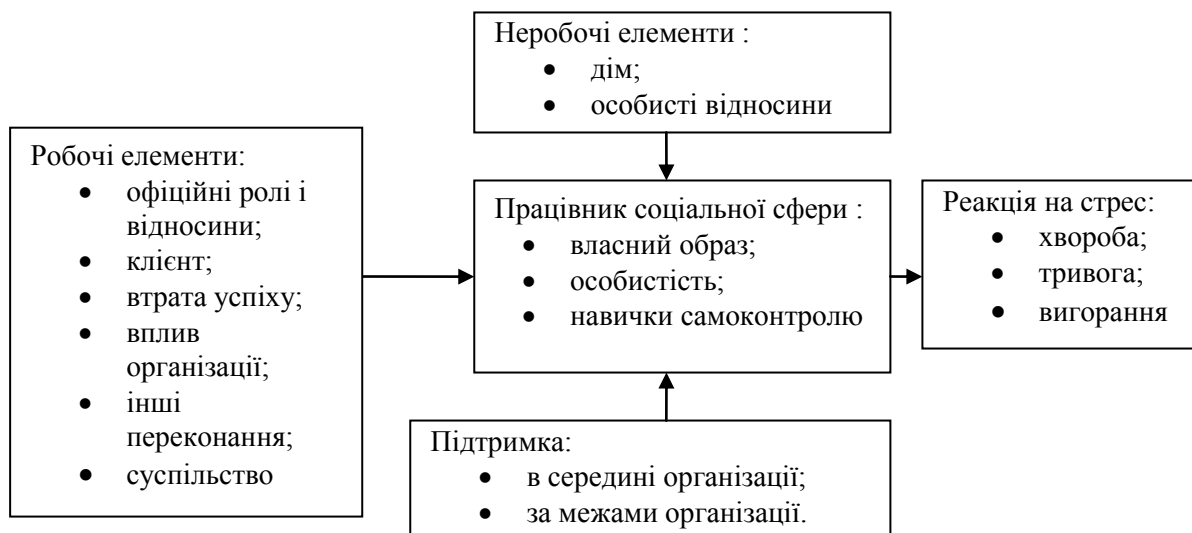 Неробочі елементи :
• дім;
• особисті відносини
Робочі елементи:
• офіційні ролі і
відносини;
• клієнт;
• втрата успіху;
• вплив
організації;
• інші
переконання;
• суспільство
Працівник соціальної сфери :
• власний образ;
• особистість;
• навички самоконтролю
Реакція на стрес:
• хвороба;
• тривога;
• вигорання
Підтримка:
• в середині організації;
• за межами організації.